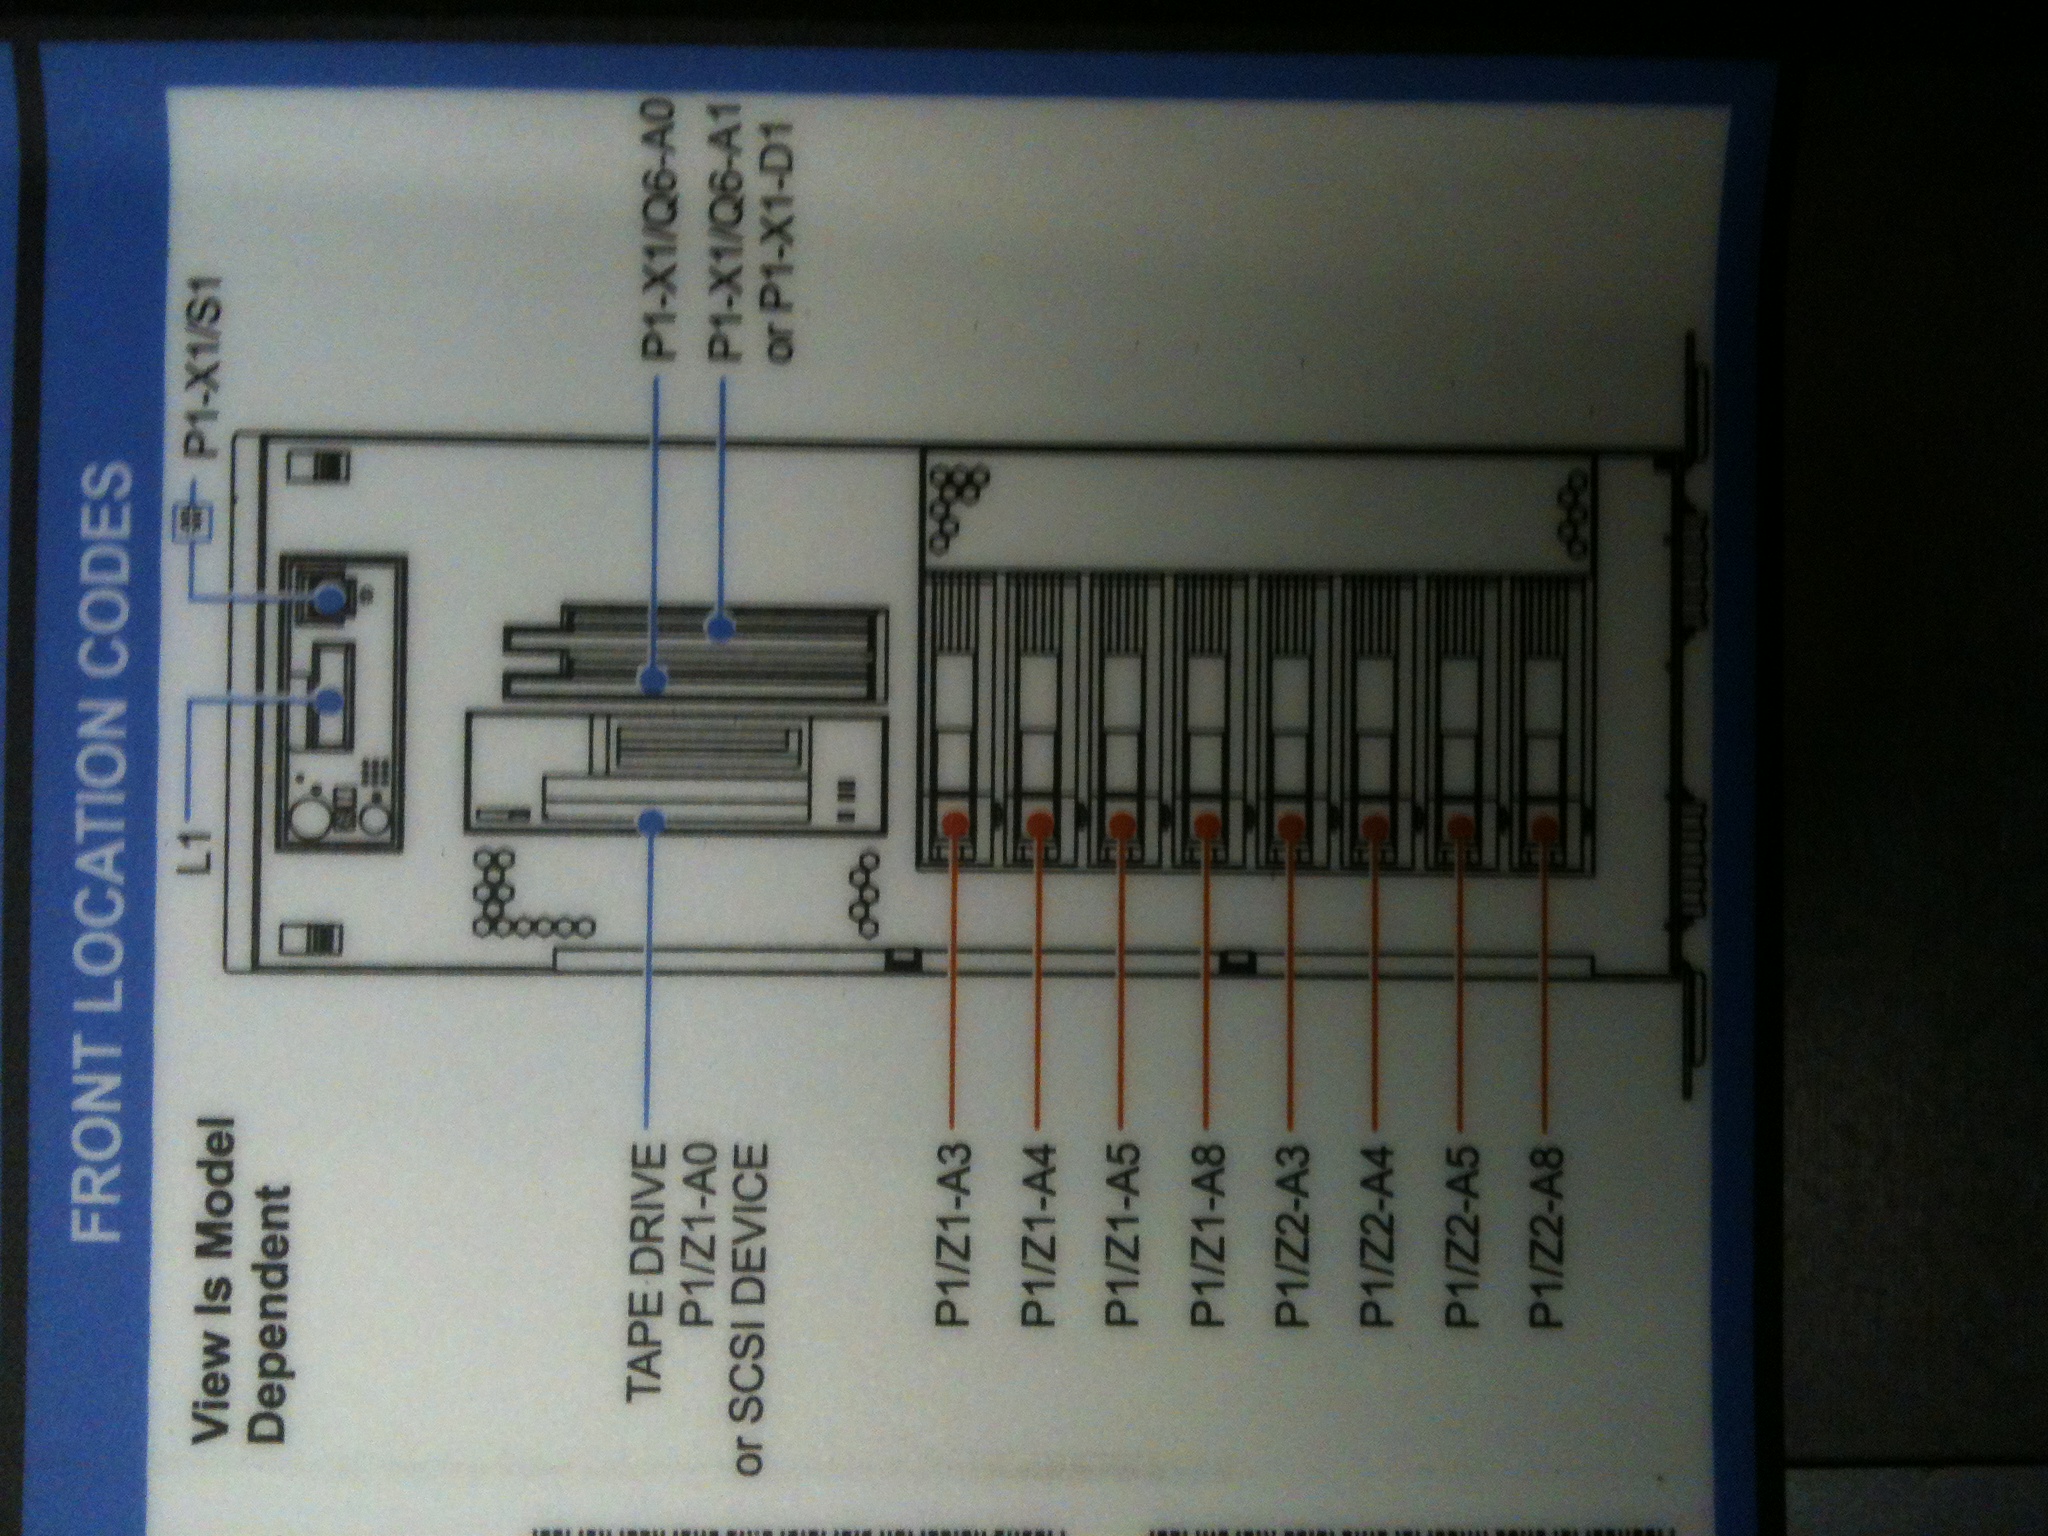 FRONT LOCATION CODES
View Is Model
Dependent
L1
P1-X1/S1
TAPE DRIVE
P1/Z1-A0
or SCSI DEVICE
P1-X1/Q6-A0
P1-X1/Q6-A1
or P1-X1-D1
P1/Z1-A3
P1/Z1-A4
P1/Z1-A5
P1/Z1-A8
P1/Z2-A3
P1/Z2-A4
P1/Z2-A5
P1/Z2-A8